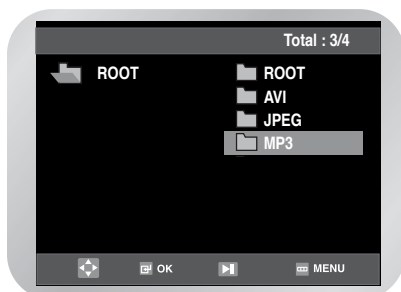 Total : 3/4
ROOT
ROOT
AVI
JPEG
MP3
OK MENU